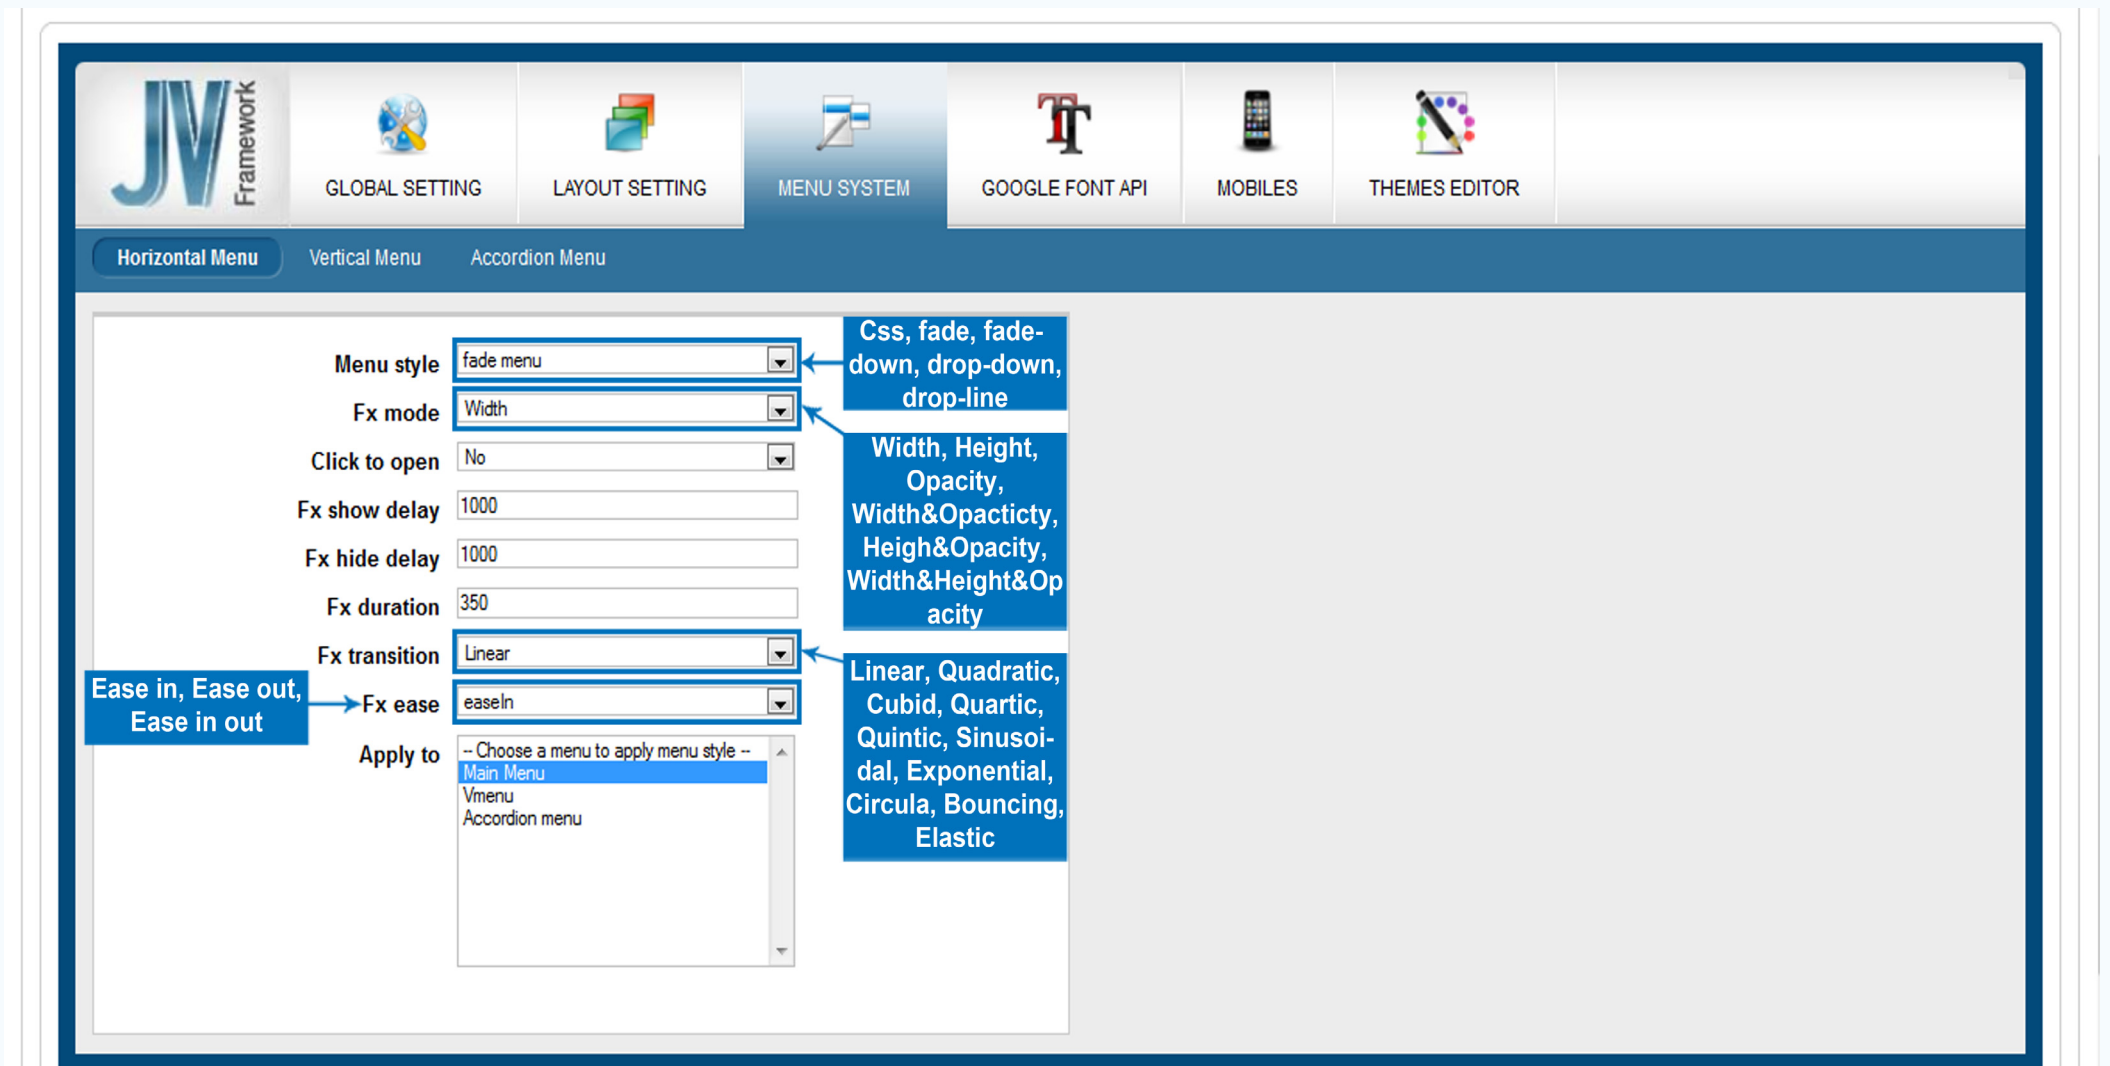 JV Framework
GLOBAL SETTING
LAYOUT SETTING
MENU SYSTEM
GOOGLE FONT API
MOBILES
THEMES EDITOR
Horizontal Menu
Vertical Menu
Accordion Menu
Menu style
fade menu
Css, fade, fade-
down, drop-down,
drop-line
Fx mode
Width
Width, Height,
Opacity,
Width&Opacticty,
Heigh&Opacity,
Width&Height&Op
acity
Click to open
No
Fx show delay
1000
Fx hide delay
1000
Fx duration
350
Fx transition
Linear
Linear, Quadratic,
Cubid, Quartic,
Quintic, Sinusoi-
dal, Exponential,
Circula, Bouncing,
Elastic
Ease in, Ease out,
Ease in out
Fx ease
easeIn
Apply to
-- Choose a menu to apply menu style --
Main Menu
Vmenu
Accordion menu